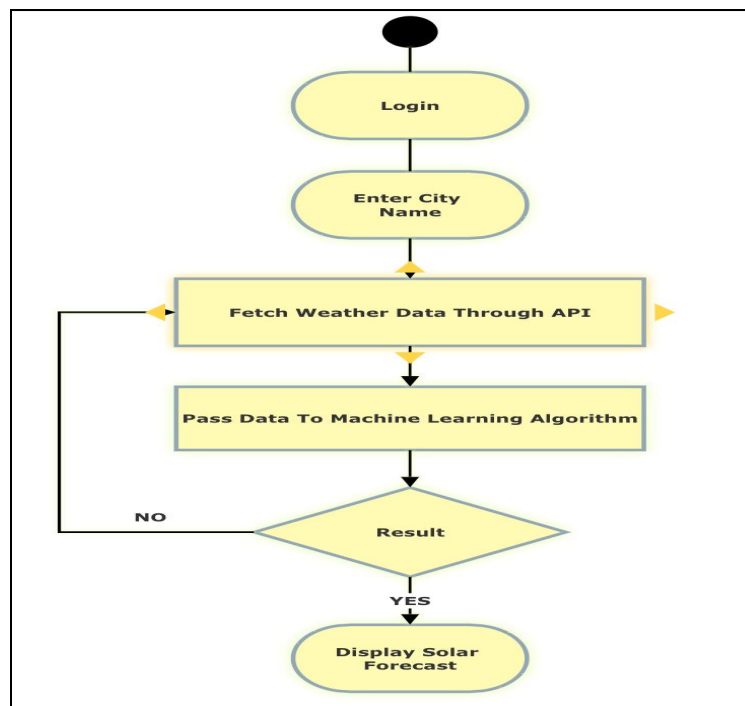 Login
Enter City
Name
Fetch Weather Data Through API
Pass Data To Machine Learning Algorithm
NO
Result
YES
Display Solar
Forecast